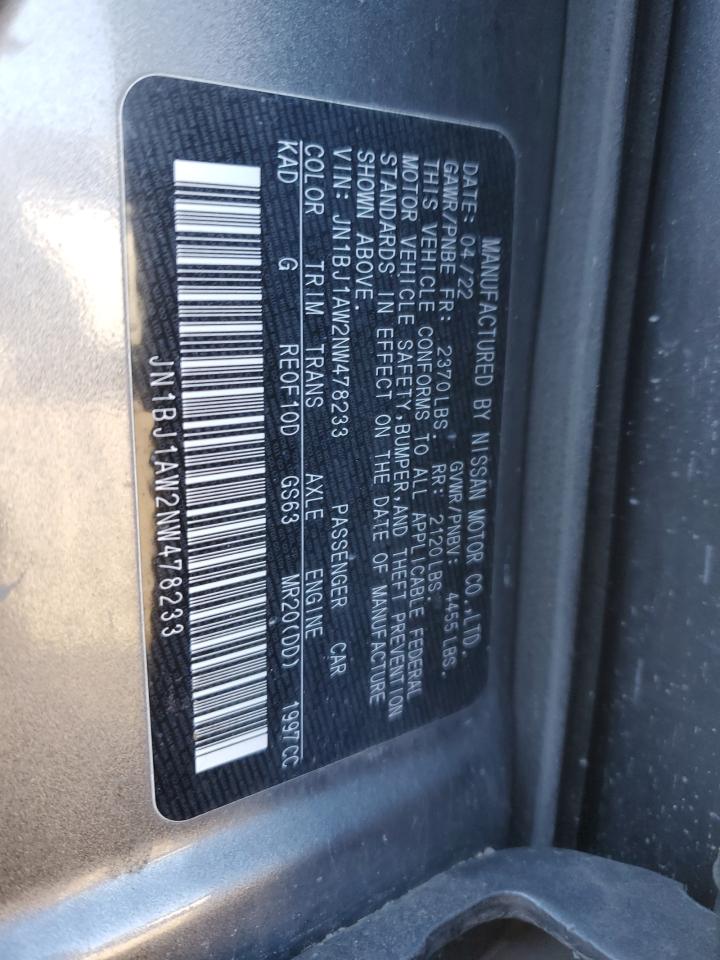 MANUFACTURED BY NISSAN MOTOR CO.,LTD.
DATE: 04/22 GVWR/PNBV: 4455LBS.
GAWR/PNBE FR: 2370LBS. RR: 2120LBS.
THIS VEHICLE CONFORMS TO ALL APPLICABLE FEDERAL
MOTOR VEHICLE SAFETY,BUMPER,AND THEFT PREVENTION
STANDARDS IN EFFECT ON THE DATE OF MANUFACTURE
SHOWN ABOVE.
VIN: JN1BJ1AW2NW478233 PASSENGER CAR
COLOR TRIM TRANS AXLE ENGINE
KAD G RE0F10D GS63 MR20(DD) 1997CC
JN1BJ1AW2NW478233